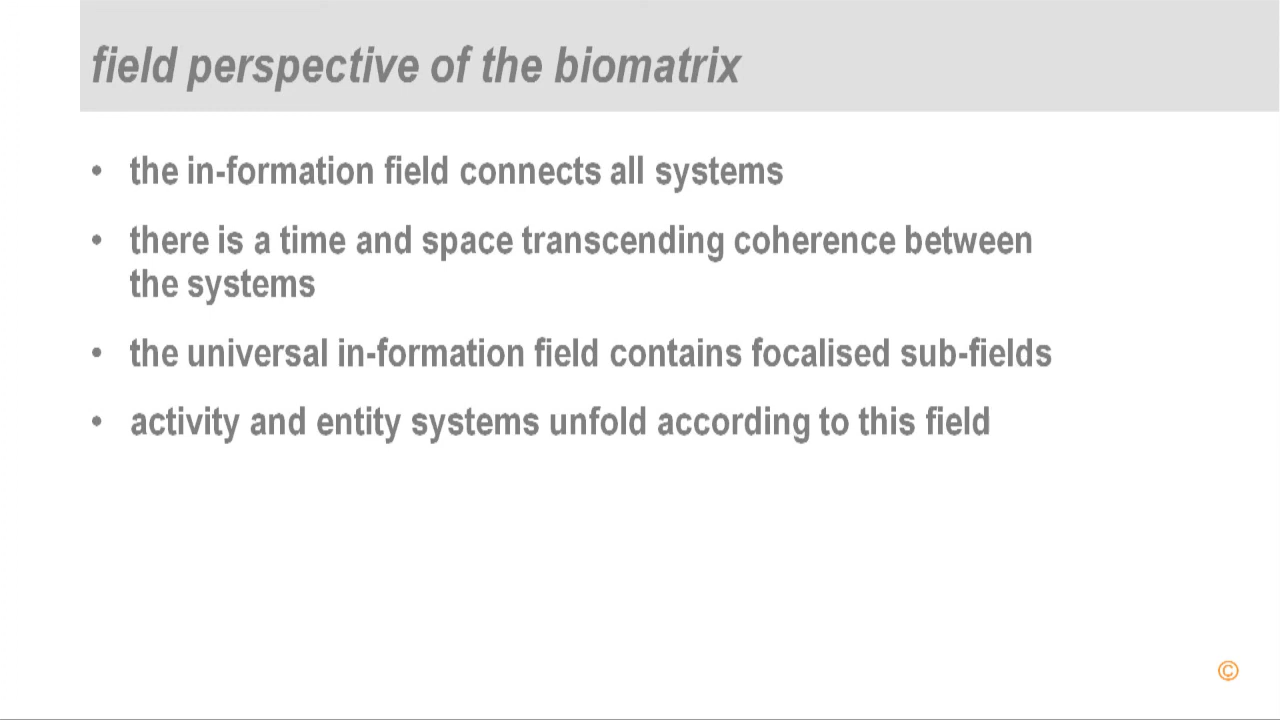 field perspective of the biomatrix
• the in-formation field connects all systems
• there is a time and space transcending coherence between
the systems
• the universal in-formation field contains focalised sub-fields
• activity and entity systems unfold according to this field
©